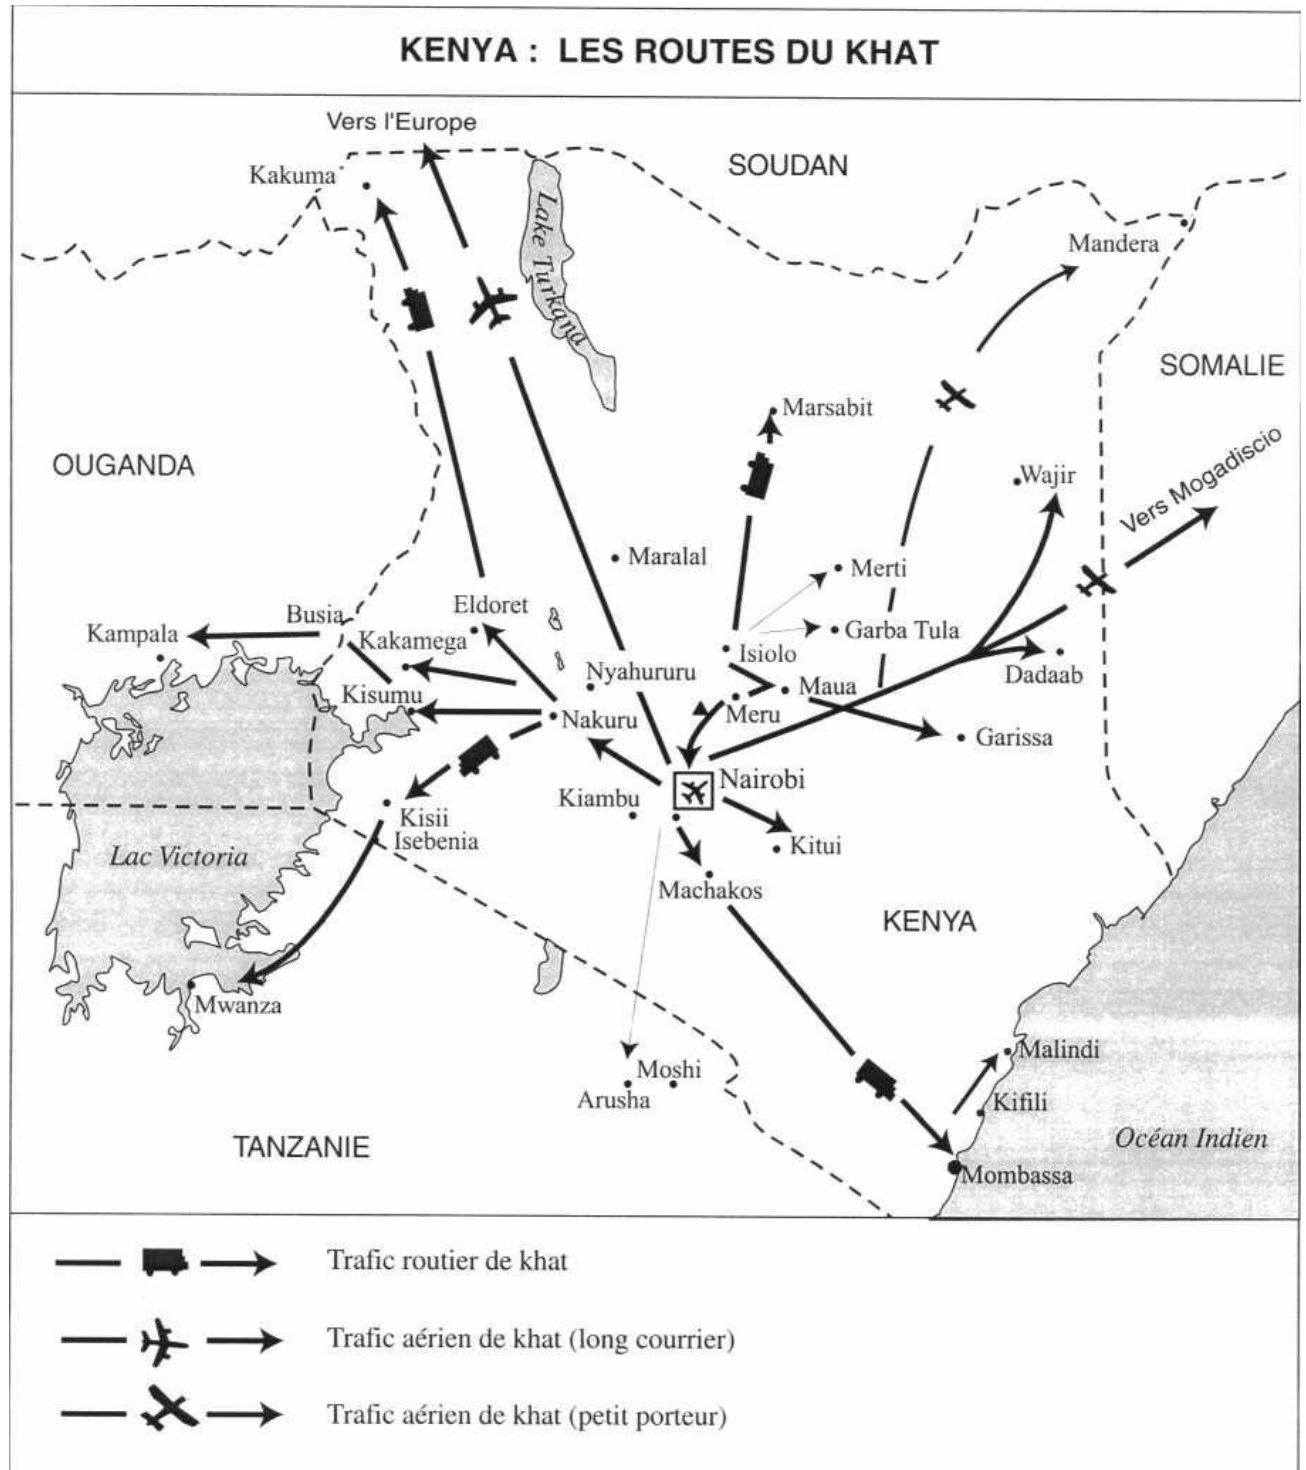 KENYA : LES ROUTES DU KHAT
Vers l'Europe
Kakuma
SOUDAN
Lake Turkana
Mandera
SOMALIE
Marsabit
OUGANDA
Wajir
Vers Mogadiscio
Maralal
Merti
Busia
Eldoret
Kampala
Kakamega
Garba Tula
Isiolo
Nyahururu
Dadaab
Kisumu
Maua
Nakuru
Meru
Garissa
Nairobi
Kiambu
Kisii
Isebenia
Kitui
Lac Victoria
Machakos
KENYA
Mwanza
Malindi
Moshi
Arusha
Kifili
TANZANIE
Océan Indien
Mombassa
Trafic routier de khat
Trafic aérien de khat (long courrier)
Trafic aérien de khat (petit porteur)